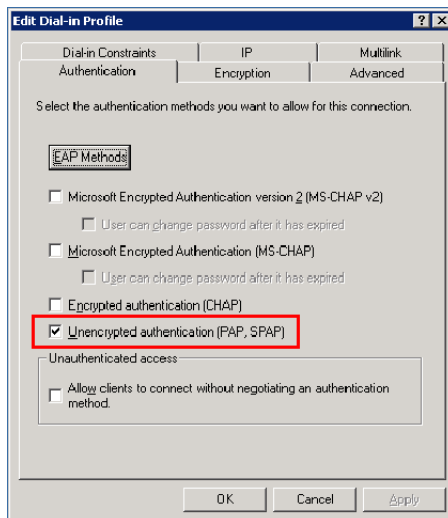 Edit Dial-in Profile
Dial-in Constraints IP Multilink
Authentication Encryption Advanced
Select the authentication methods you want to allow for this connection.
EAP Methods
Microsoft Encrypted Authentication version 2 (MS-CHAP v2)
User can change password after it has expired
Microsoft Encrypted Authentication (MS-CHAP)
User can change password after it has expired
Encrypted authentication (CHAP)
Unencrypted authentication (PAP, SPAP)
Unauthenticated access
Allow clients to connect without negotiating an authentication
method.
OK Cancel Apply